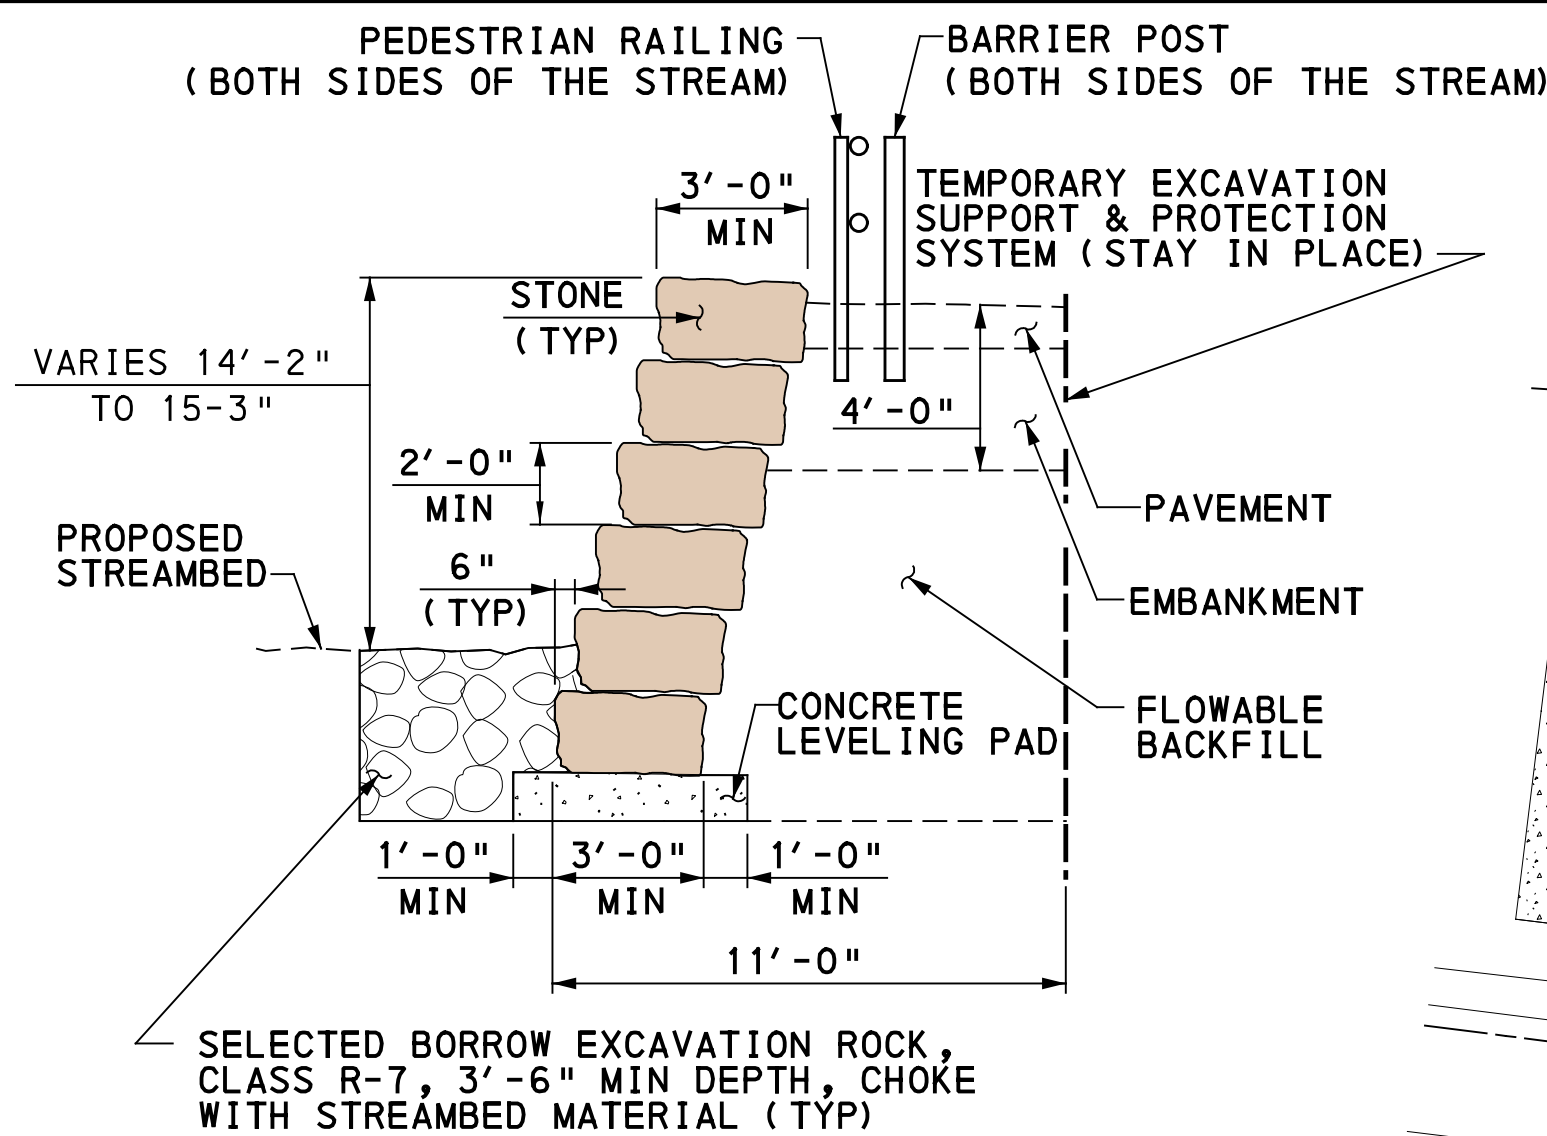 PEDESTRIAN RAILING
(BOTH SIDES OF THE STREAM)
BARRIER POST
(BOTH SIDES OF THE STREAM)
3'-0"
MIN
TEMPORARY EXCAVATION
SUPPORT & PROTECTION
SYSTEM (STAY IN PLACE)
STONE
(TYP)
VARIES 14'-2"
TO 15-3"
4'-0"
2'-0"
MIN
PAVEMENT
PROPOSED
STREAMBED
6"
(TYP)
EMBANKMENT
CONCRETE
LEVELING PAD
FLOWABLE
BACKFILL
1'-0"
MIN
3'-0"
MIN
1'-0"
MIN
11'-0"
SELECTED BORROW EXCAVATION ROCK,
CLASS R-7, 3'-6" MIN DEPTH, CHOKE
WITH STREAMBED MATERIAL (TYP)